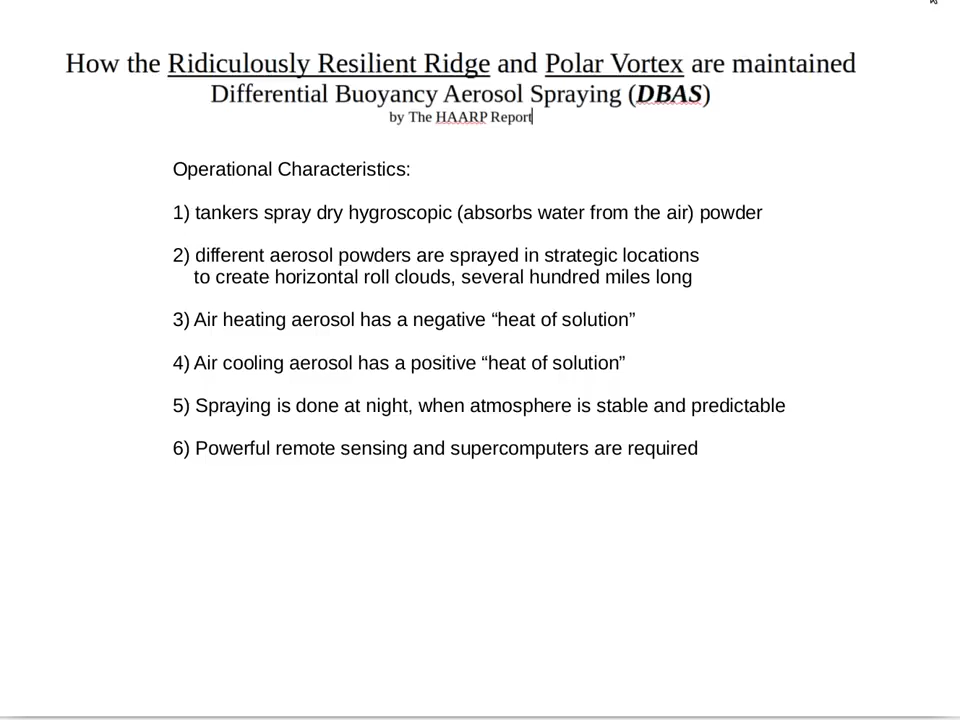 How the Ridiculously Resilient Ridge and Polar Vortex are maintained
Differential Buoyancy Aerosol Spraying (DBAS)
by The HAARP Report
Operational Characteristics:
1) tankers spray dry hygroscopic (absorbs water from the air) powder
2) different aerosol powders are sprayed in strategic locations
to create horizontal roll clouds, several hundred miles long
3) Air heating aerosol has a negative “heat of solution”
4) Air cooling aerosol has a positive “heat of solution”
5) Spraying is done at night, when atmosphere is stable and predictable
6) Powerful remote sensing and supercomputers are required